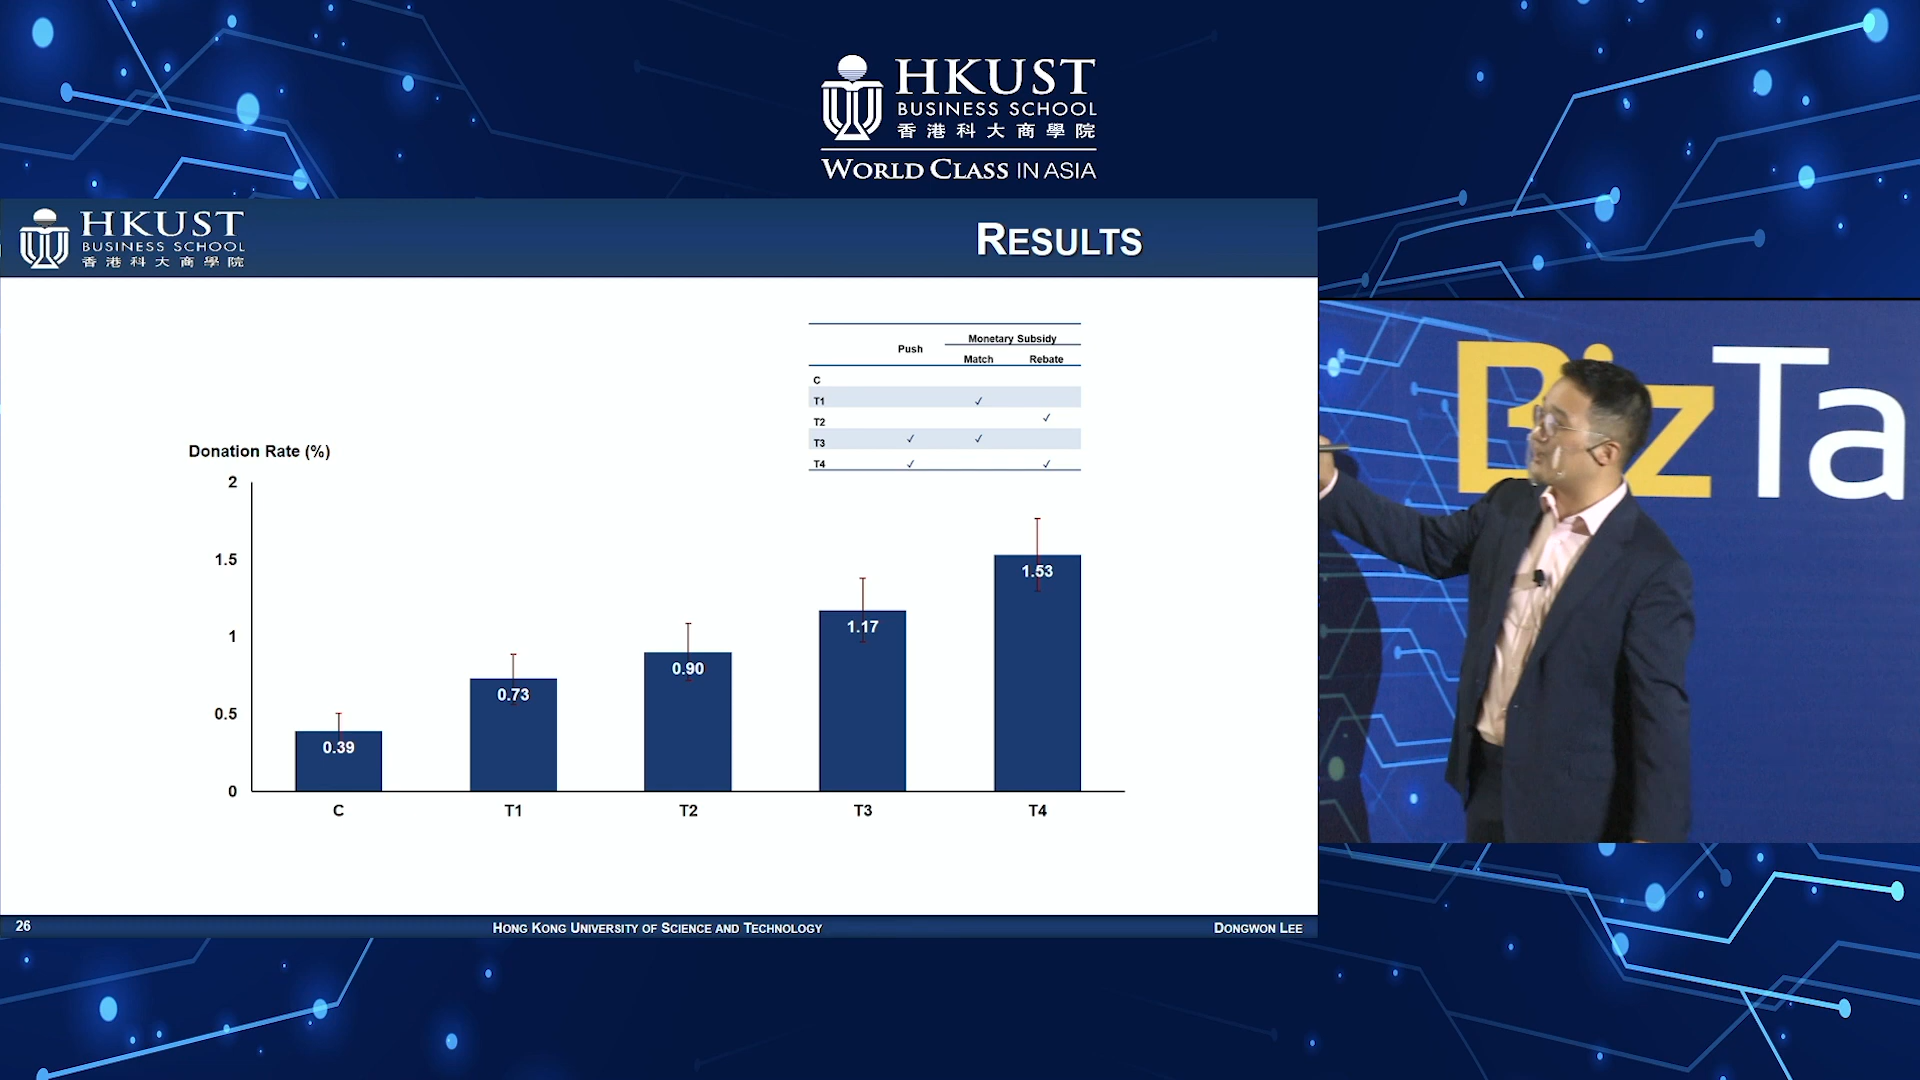 HKUST
BUSINESS SCHOOL
香港科大商學院
WORLD CLASS IN ASIA
HKUST
BUSINESS SCHOOL
香港科大商學院
RESULTS
Push
Monetary Subsidy
Match Rebate
C
T1 ✓
T2 ✓
T3 ✓ ✓
T4 ✓ ✓
Donation Rate (%)
2
1.5
1
0.5
0
0.39
0.73
0.90
1.17
1.53
C T1 T2 T3 T4
26 HONG KONG UNIVERSITY OF SCIENCE AND TECHNOLOGY DONGWON LEE
BizTa